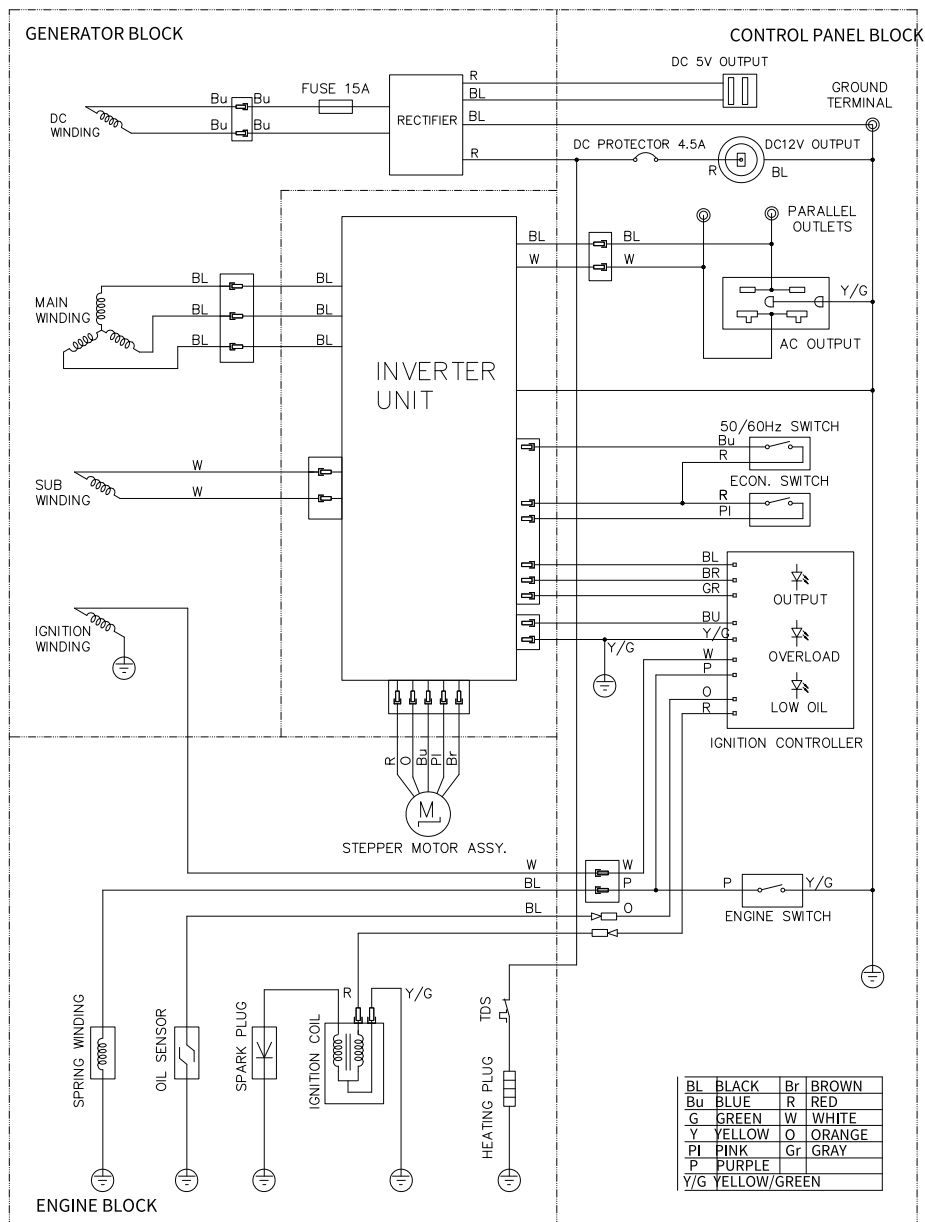 GENERATOR BLOCK
CONTROL PANEL BLOCK
DC 5V OUTPUT
R
BL
FUSE 15A
Bu Bu
Bu Bu
DC
WINDING
RECTIFIER
BL
R
GROUND
TERMINAL
DC PROTECTOR 4.5A
DC12V OUTPUT
R
BL
PARALLEL
OUTLETS
BL BL
W W
Y/G
AC OUTPUT
MAIN
WINDING
BL BL
BL BL
BL BL
INVERTER
UNIT
50/60Hz SWITCH
Bu
R
ECON. SWITCH
R
PI
SUB
WINDING
W
W
BL
BR
GR
BU
Y/G
Y/G
W
P
O
R
OUTPUT
OVERLOAD
LOW OIL
IGNITION CONTROLLER
IGNITION
WINDING
R
O
Bu
PI
Br
M
STEPPER MOTOR ASSY.
W W
BL P
P Y/G
ENGINE SWITCH
BL O
SPRING WINDING
OIL SENSOR
SPARK PLUG
R
Y/G
IGNITION COIL
TDS
HEATING PLUG
BL BLACK Br BROWN
Bu BLUE R RED
G GREEN W WHITE
Y YELLOW O ORANGE
PI PINK Gr GRAY
P PURPLE
Y/G YELLOW/GREEN
ENGINE BLOCK